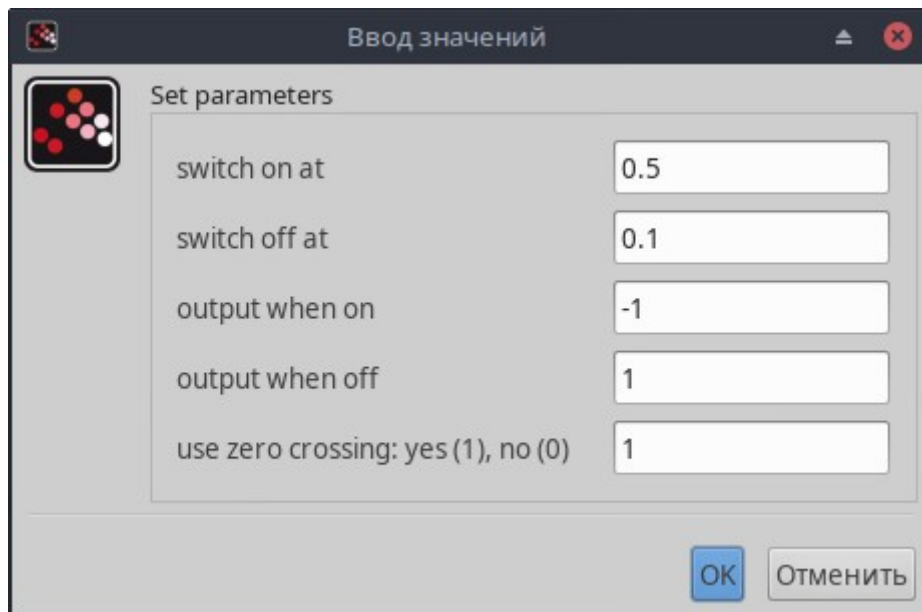 Ввод значений
Set parameters
switch on at 0.5
switch off at 0.1
output when on -1
output when off 1
use zero crossing: yes (1), no (0) 1
OK Отменить